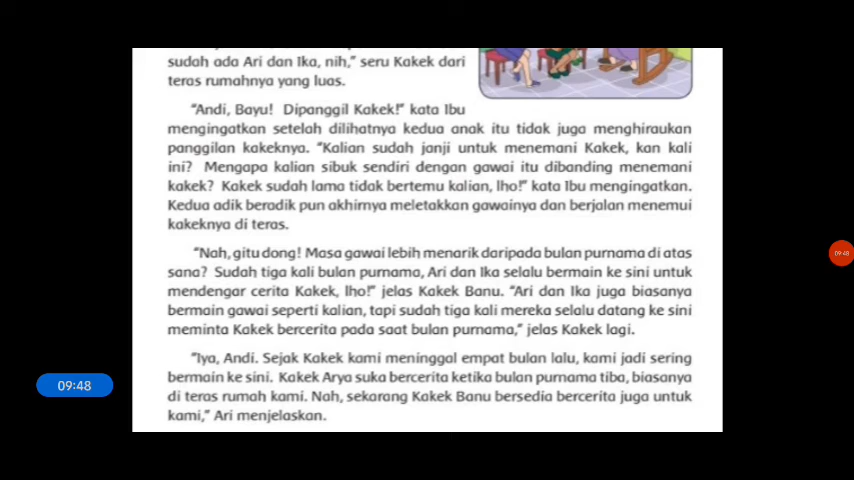 sudah ada Ari dan Ika, nih,” seru Kakek dari
teras rumahnya yang luas.
“Andi, Bayu! Dipanggil Kakek!” kata Ibu
mengingatkan setelah dilihatnya kedua anak itu tidak juga menghiraukan
panggilan kakeknya. “Kalian sudah janji untuk menemani Kakek, kan kali
ini? Mengapa kalian sibuk sendiri dengan gawai itu dibanding menemani
kakek? Kakek sudah lama tidak bertemu kalian, lho!” kata Ibu mengingatkan.
Kedua adik beradik pun akhirnya meletakkan gawainya dan berjalan menemui
kakeknya di teras.
“Nah, gitu dong! Masa gawai lebih menarik daripada bulan purnama di atas
sana? Sudah tiga kali bulan purnama, Ari dan Ika selalu bermain ke sini untuk
mendengar cerita Kakek, lho!” jelas Kakek Banu. “Ari dan Ika juga biasanya
bermain gawai seperti kalian, tapi sudah tiga kali mereka selalu datang ke sini
meminta Kakek bercerita pada saat bulan purnama,” jelas Kakek lagi.
“Iya, Andi. Sejak Kakek kami meninggal empat bulan lalu, kami jadi sering
bermain ke sini. Kakek Arya suka bercerita ketika bulan purnama tiba, biasanya
di teras rumah kami. Nah, sekarang Kakek Banu bersedia bercerita juga untuk
kami,” Ari menjelaskan.
09:48
09:48